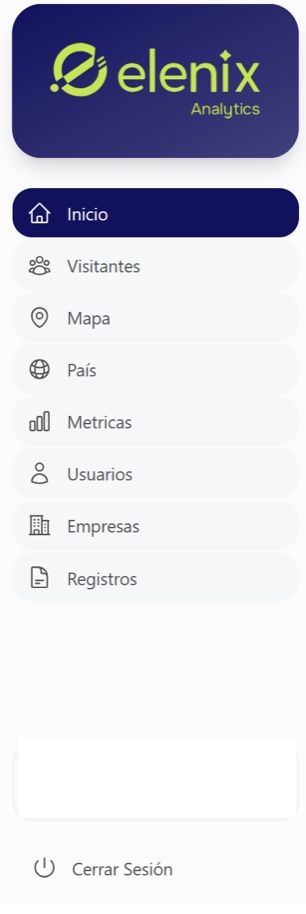 elenix
Analytics
Inicio
Visitantes
Mapa
País
Metricas
Usuarios
Empresas
Registros
Cerrar Sesión